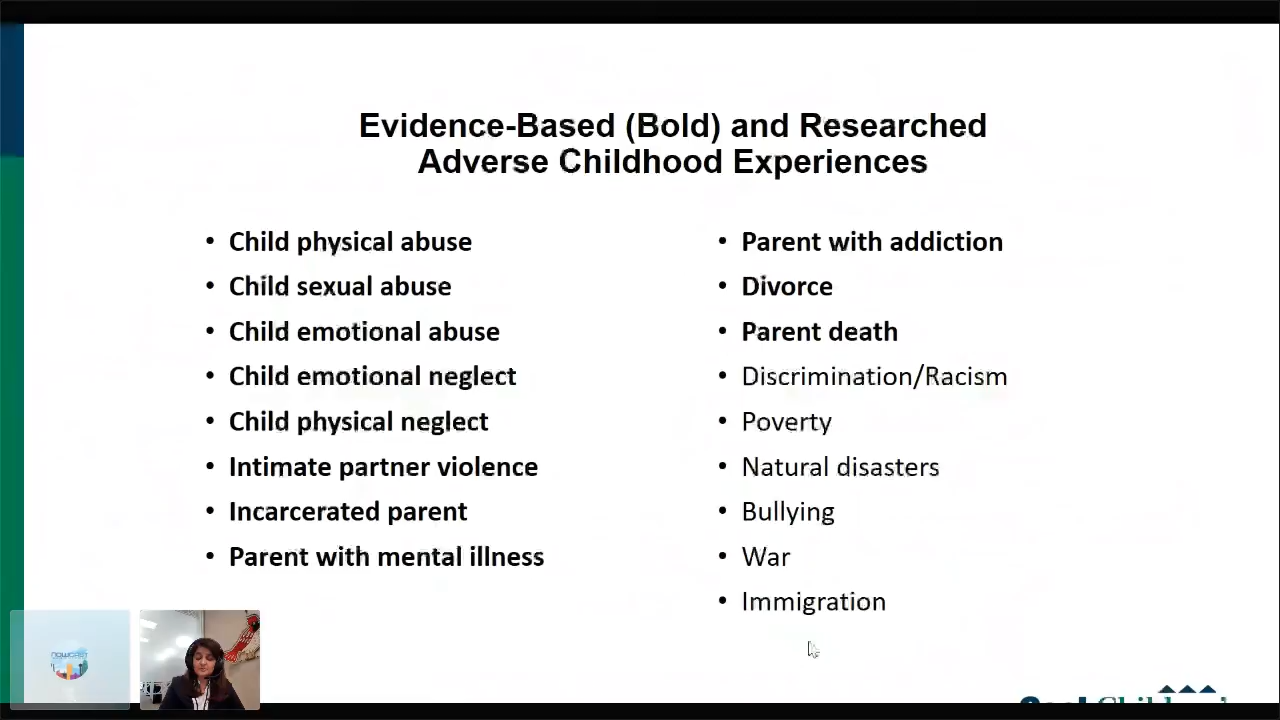 Evidence-Based (Bold) and Researched
Adverse Childhood Experiences
• Child physical abuse
• Child sexual abuse
• Child emotional abuse
• Child emotional neglect
• Child physical neglect
• Intimate partner violence
• Incarcerated parent
• Parent with mental illness
• Parent with addiction
• Divorce
• Parent death
• Discrimination/Racism
• Poverty
• Natural disasters
• Bullying
• War
• Immigration